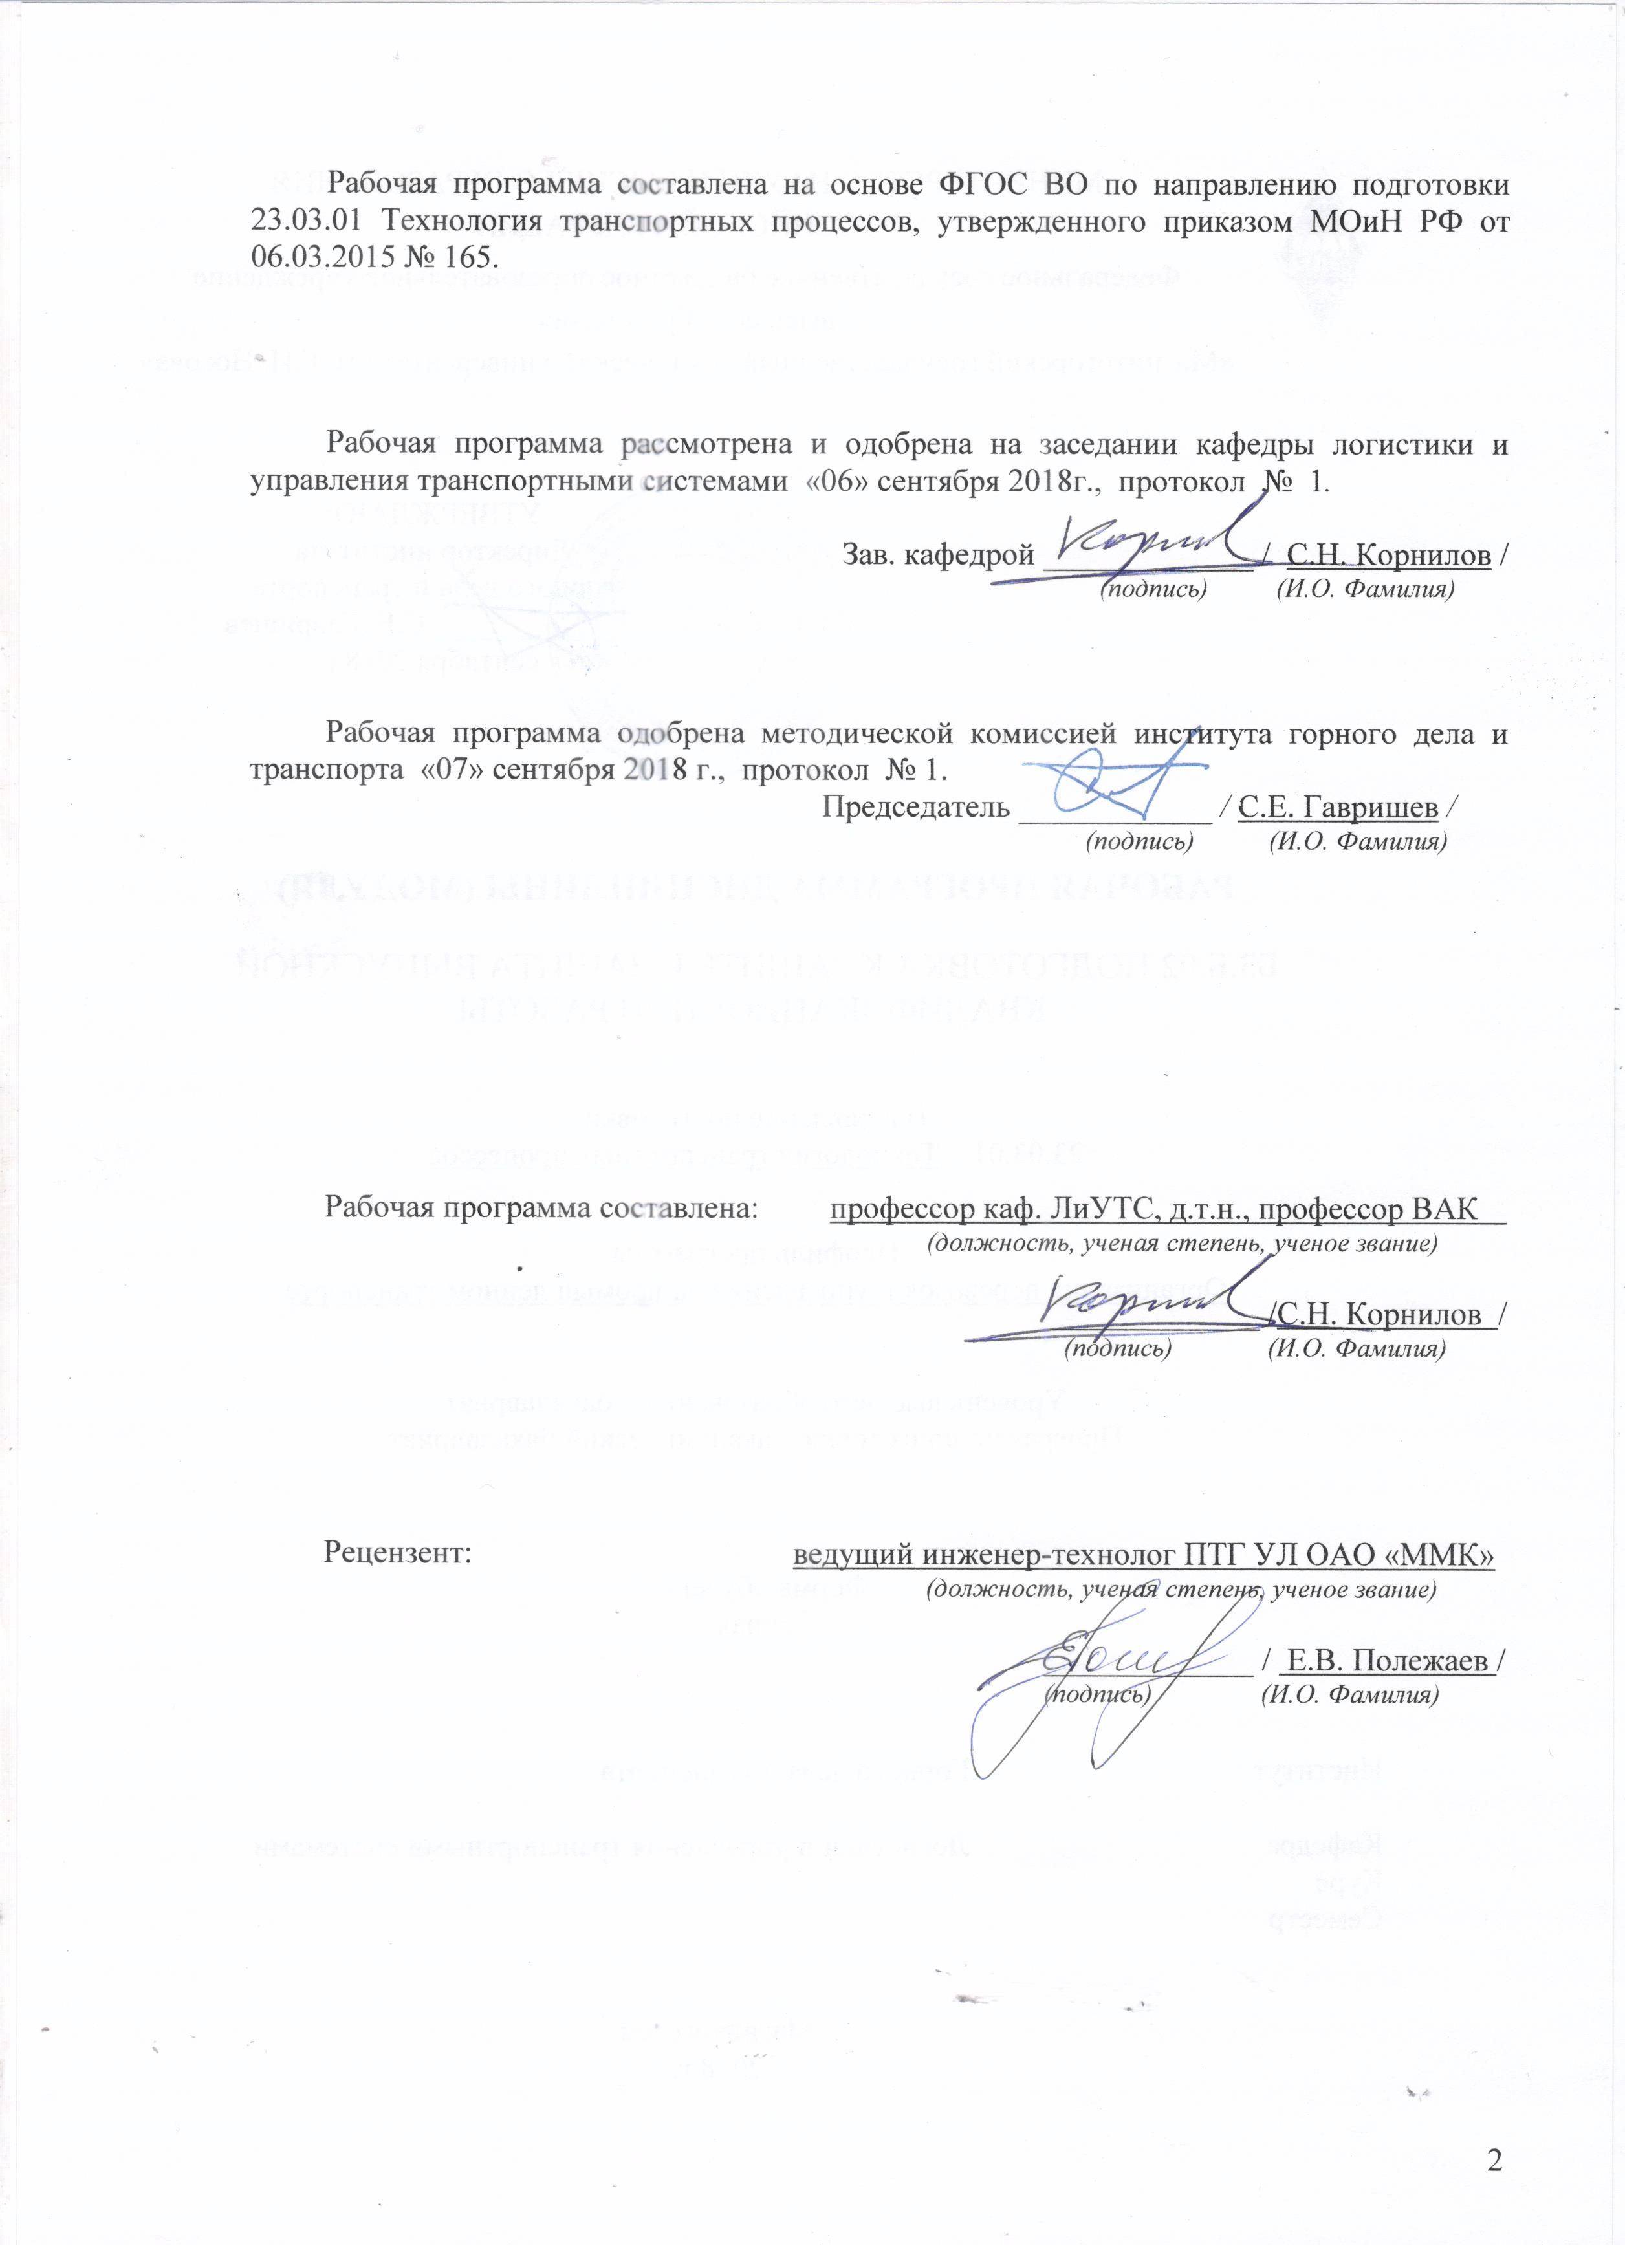 Рабочая программа составлена на основе ФГОС ВО по направлению подготовки
23.03.01 Технология транспортных процессов, утвержденного приказом МОиН РФ от
06.03.2015 № 165.
Рабочая программа рассмотрена и одобрена на заседании кафедры логистики и
управления транспортными системами «06» сентября 2018г., протокол № 1.
Зав. кафедрой / С.Н. Корнилов /
(подпись) (И.О. Фамилия)
Рабочая программа одобрена методической комиссией института горного дела и
транспорта «07» сентября 2018 г., протокол № 1.
Председатель / С.Е. Гавришев /
(подпись) (И.О. Фамилия)
Рабочая программа составлена: профессор каф. ЛиУТС, д.т.н., профессор ВАК
(должность, ученая степень, ученое звание)
/С.Н. Корнилов /
(подпись) (И.О. Фамилия)
Рецензент: ведущий инженер-технолог ПТГ УЛ ОАО «ММК»
(должность, ученая степень, ученое звание)
/ Е.В. Полежаев /
(подпись) (И.О. Фамилия)
2